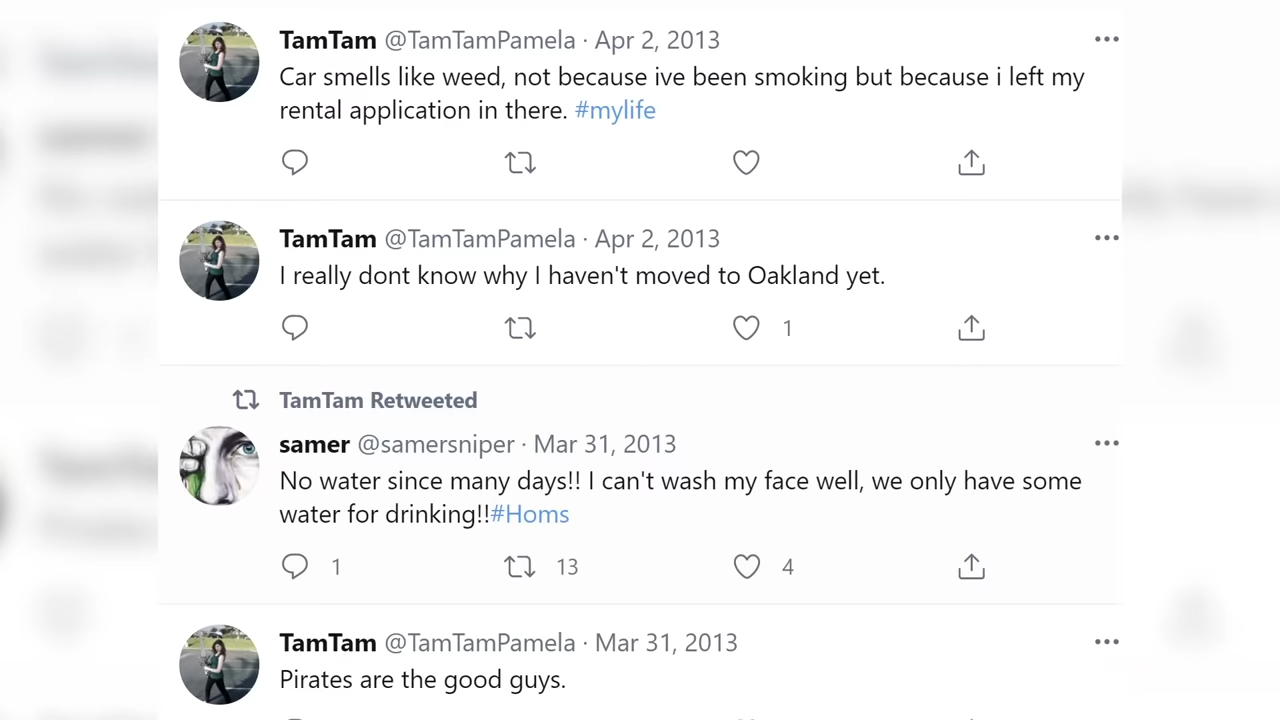 TamTam @TamTamPamela · Apr 2, 2013
Car smells like weed, not because ive been smoking but because i left my
rental application in there. #mylife
TamTam @TamTamPamela · Apr 2, 2013
I really dont know why I haven't moved to Oakland yet.
1
TamTam Retweeted
samer @samersniper · Mar 31, 2013
No water since many days!! I can't wash my face well, we only have some
water for drinking!!#Homs
1 13 4
TamTam @TamTamPamela · Mar 31, 2013
Pirates are the good guys.